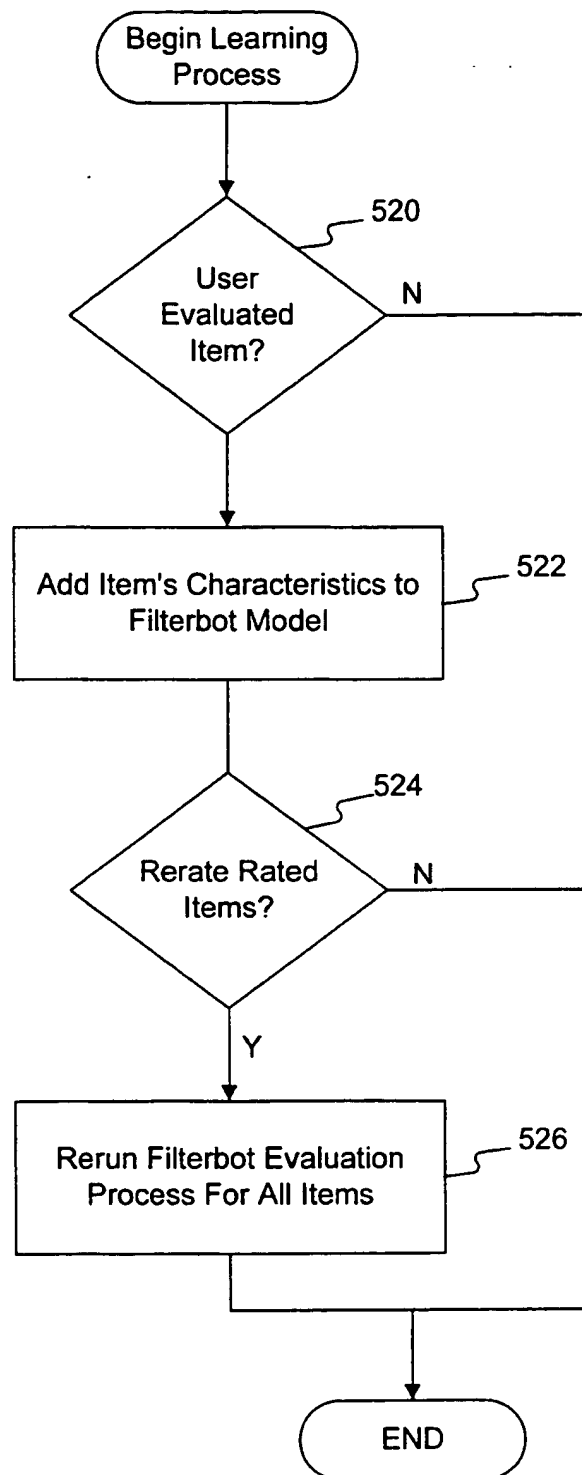 Begin Learning
Process
520
User
Evaluated
Item?
N
Add Item's Characteristics to
Filterbot Model
522
524
Rerate Rated
Items?
N
Y
Rerun Filterbot Evaluation
Process For All Items
526
END